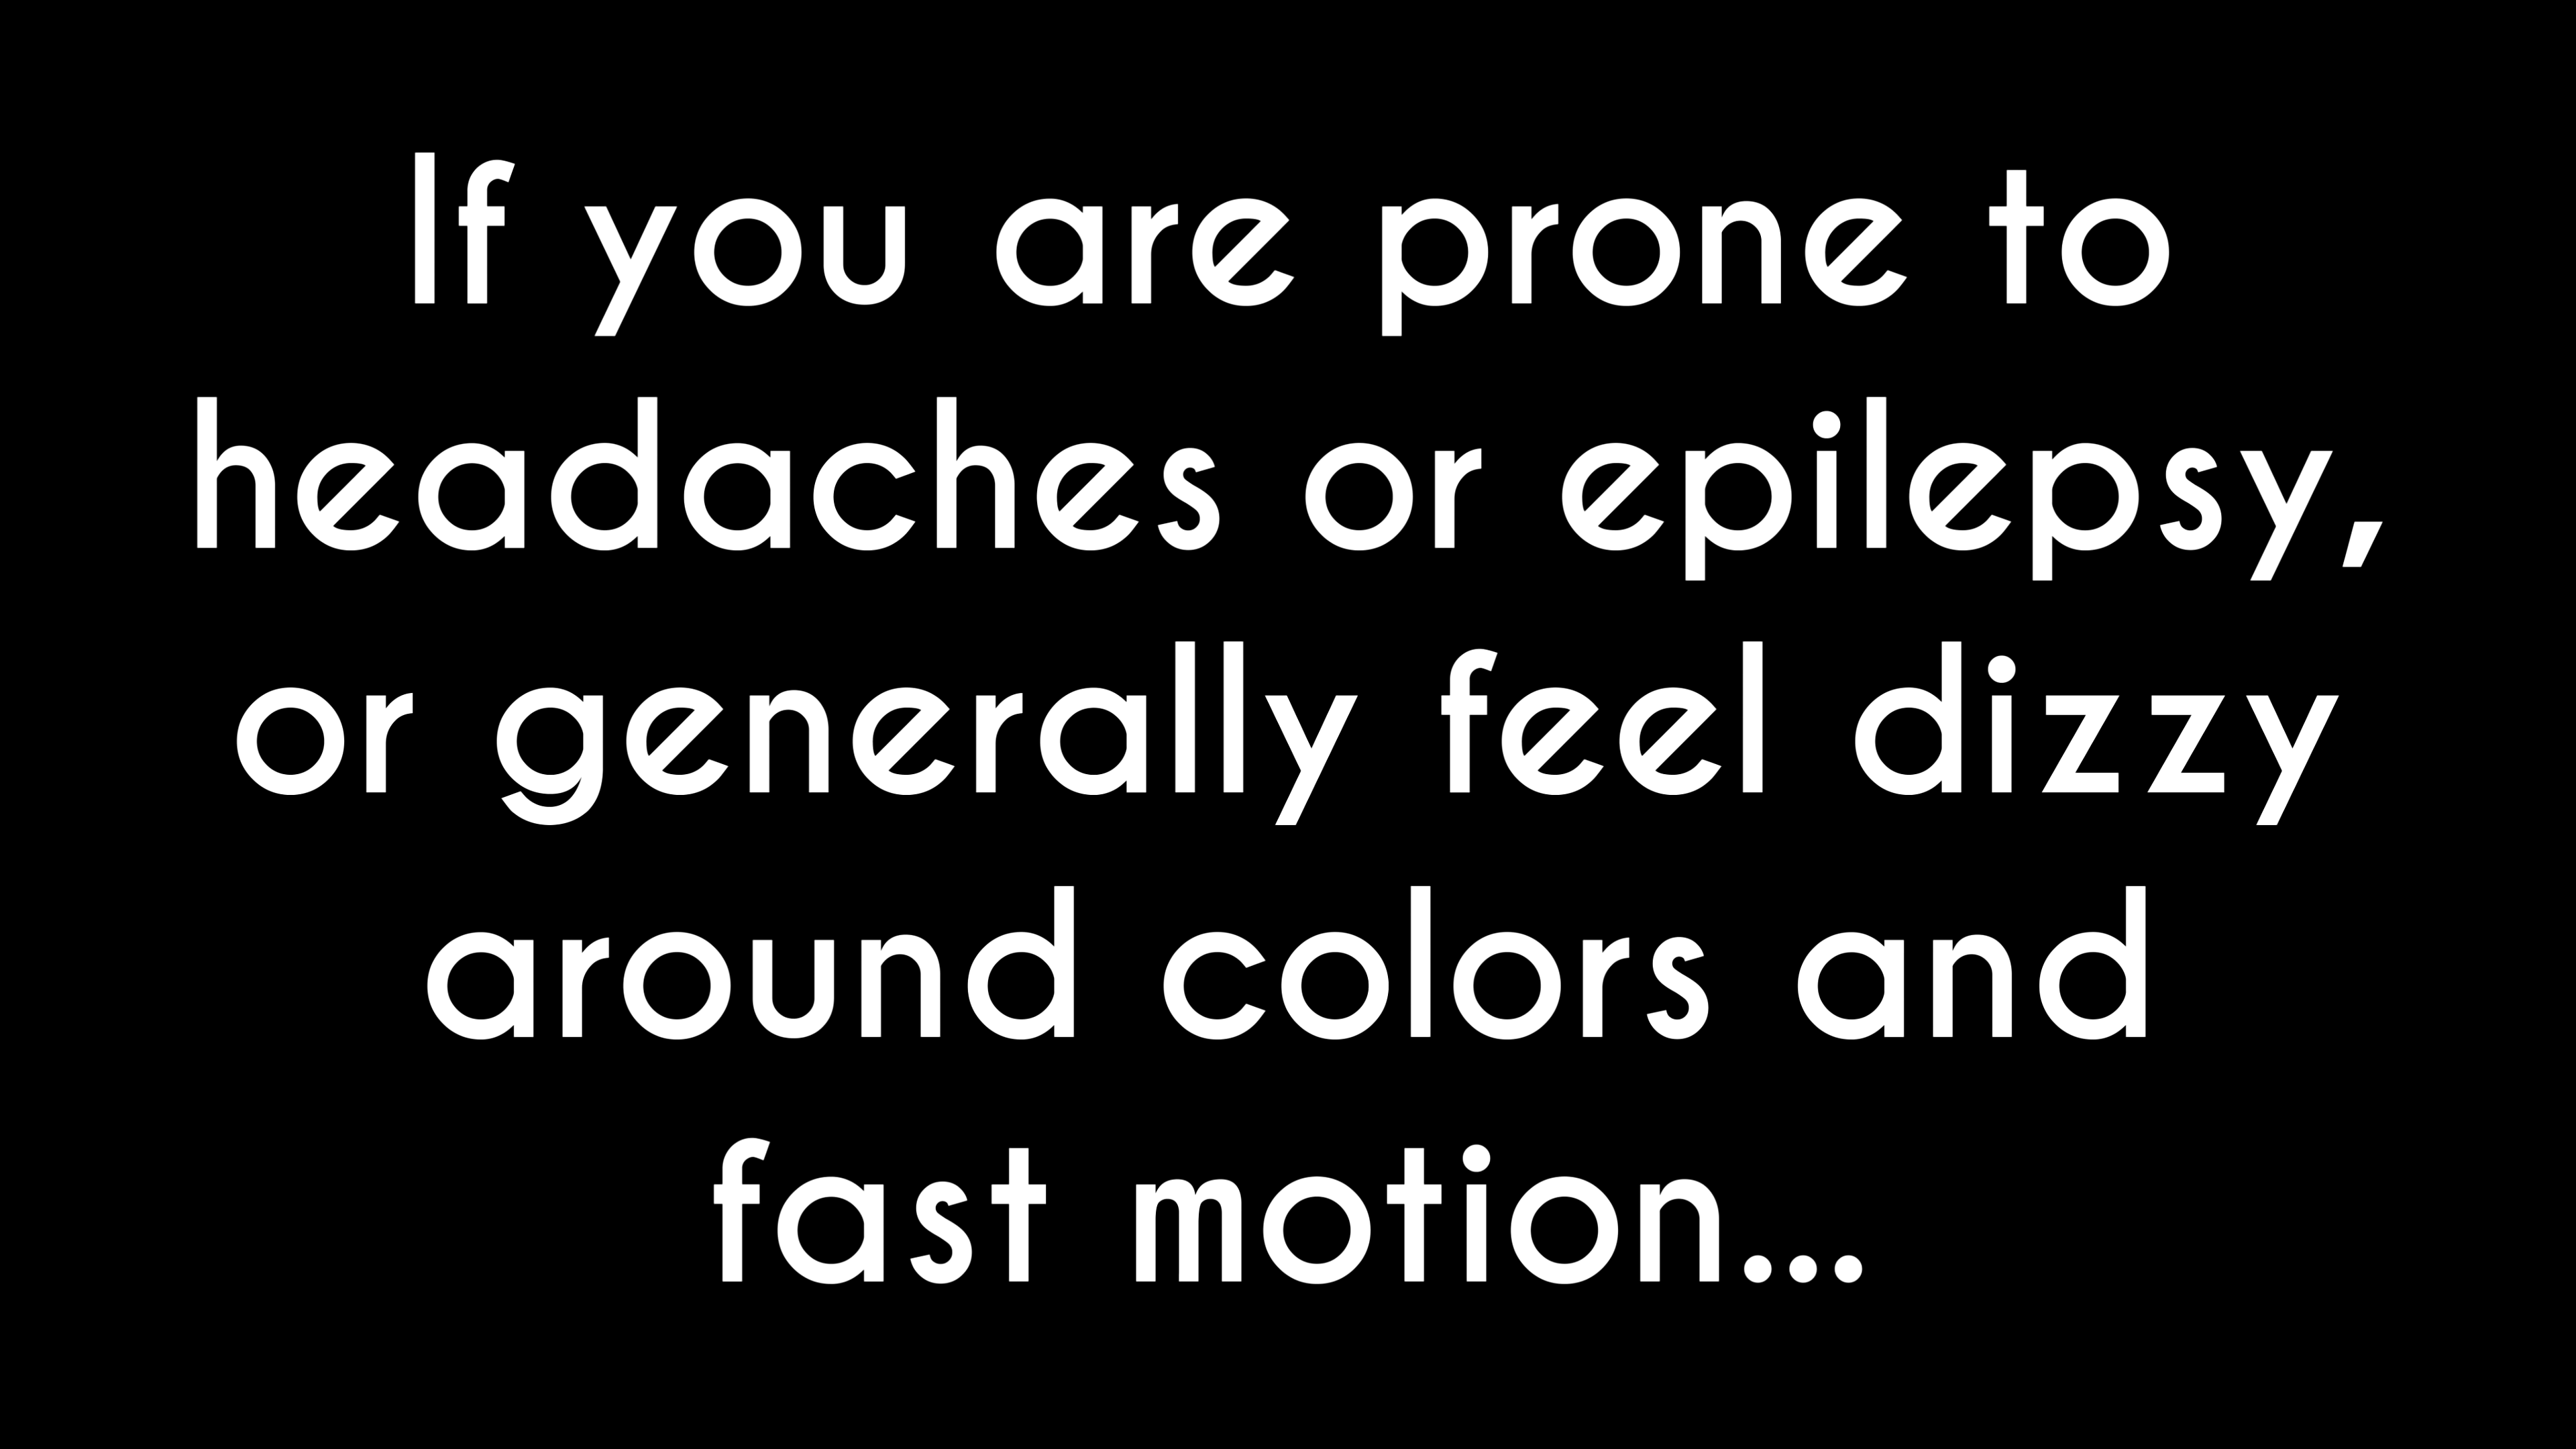 If you are prone to
headaches or epilepsy,
or generally feel dizzy
around colors and
fast motion...